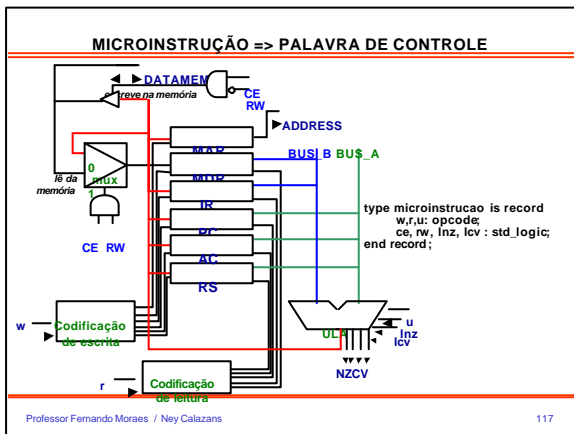 MICROINSTRUÇÃO => PALAVRA DE CONTROLE
DATAMEM
escreve na memória
CE
RW
ADDRESS
MAR
BUS_B BUS_A
MDR
0
mux
1
lê da
memória
IR
PC
AC
RS
CE RW
type microinstrucao is record
w,r,u: opcode;
ce, rw, lnz, lcv : std_logic;
end record;
w
Codificação
de escrita
r
Codificação
de leitura
ULA
u
lnz
lcv
NZCV
Professor Fernando Moraes / Ney Calazans
117